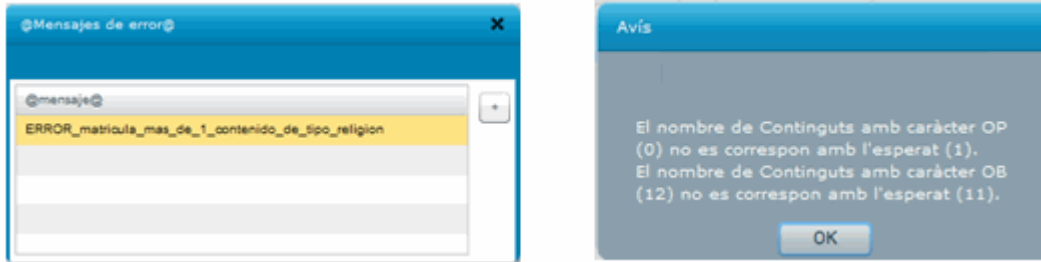 @Mensajes de error@
@mensaje@
+
ERROR_matricula_mas_de_1_contenido_de_tipo_religion
Avís
El nombre de Continguts amb caràcter OP
(0) no es correspon amb l'esperat (1).
El nombre de Continguts amb caràcter OB
(12) no es correspon amb l'esperat (11).
OK